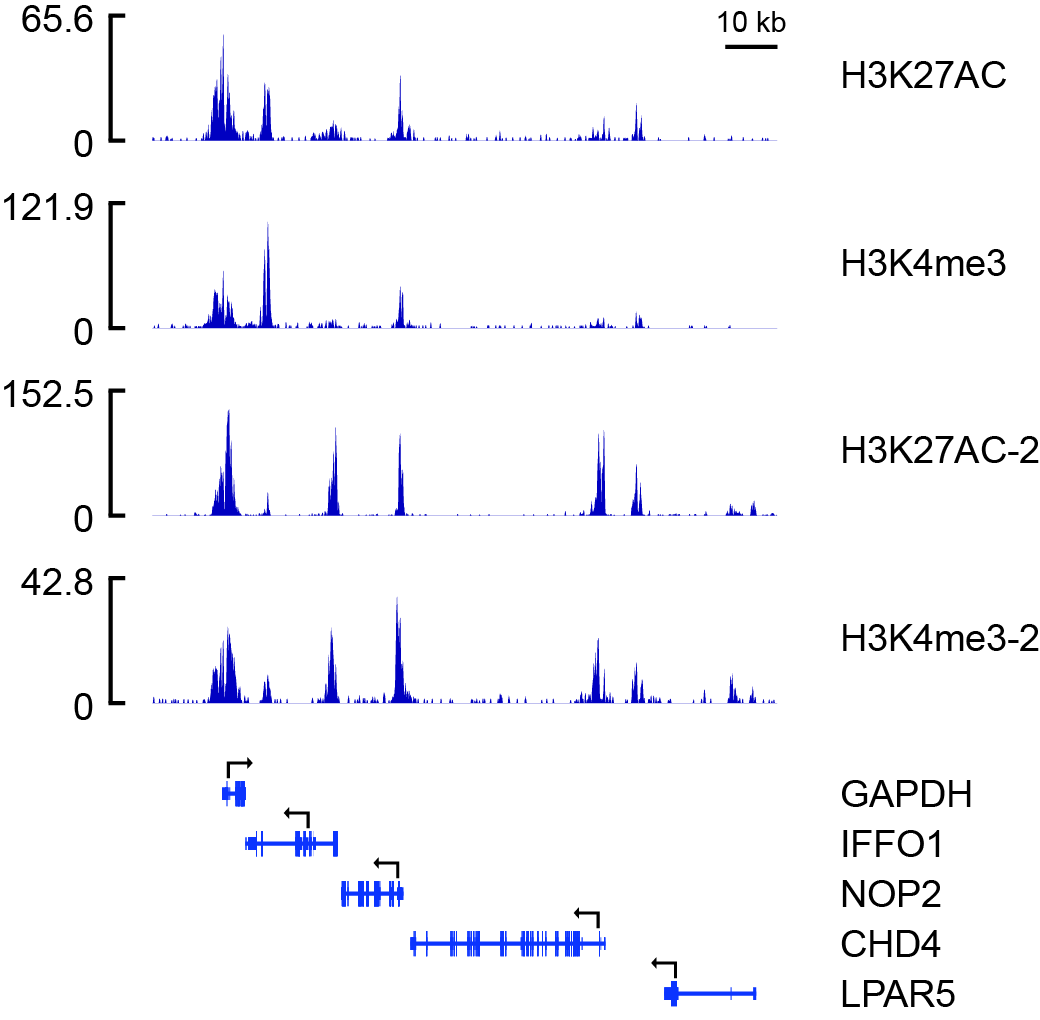 65.6
10 kb
H3K27AC
0
121.9
H3K4me3
0
152.5
H3K27AC-2
0
42.8
H3K4me3-2
0
GAPDH
IFFO1
NOP2
CHD4
LPAR5